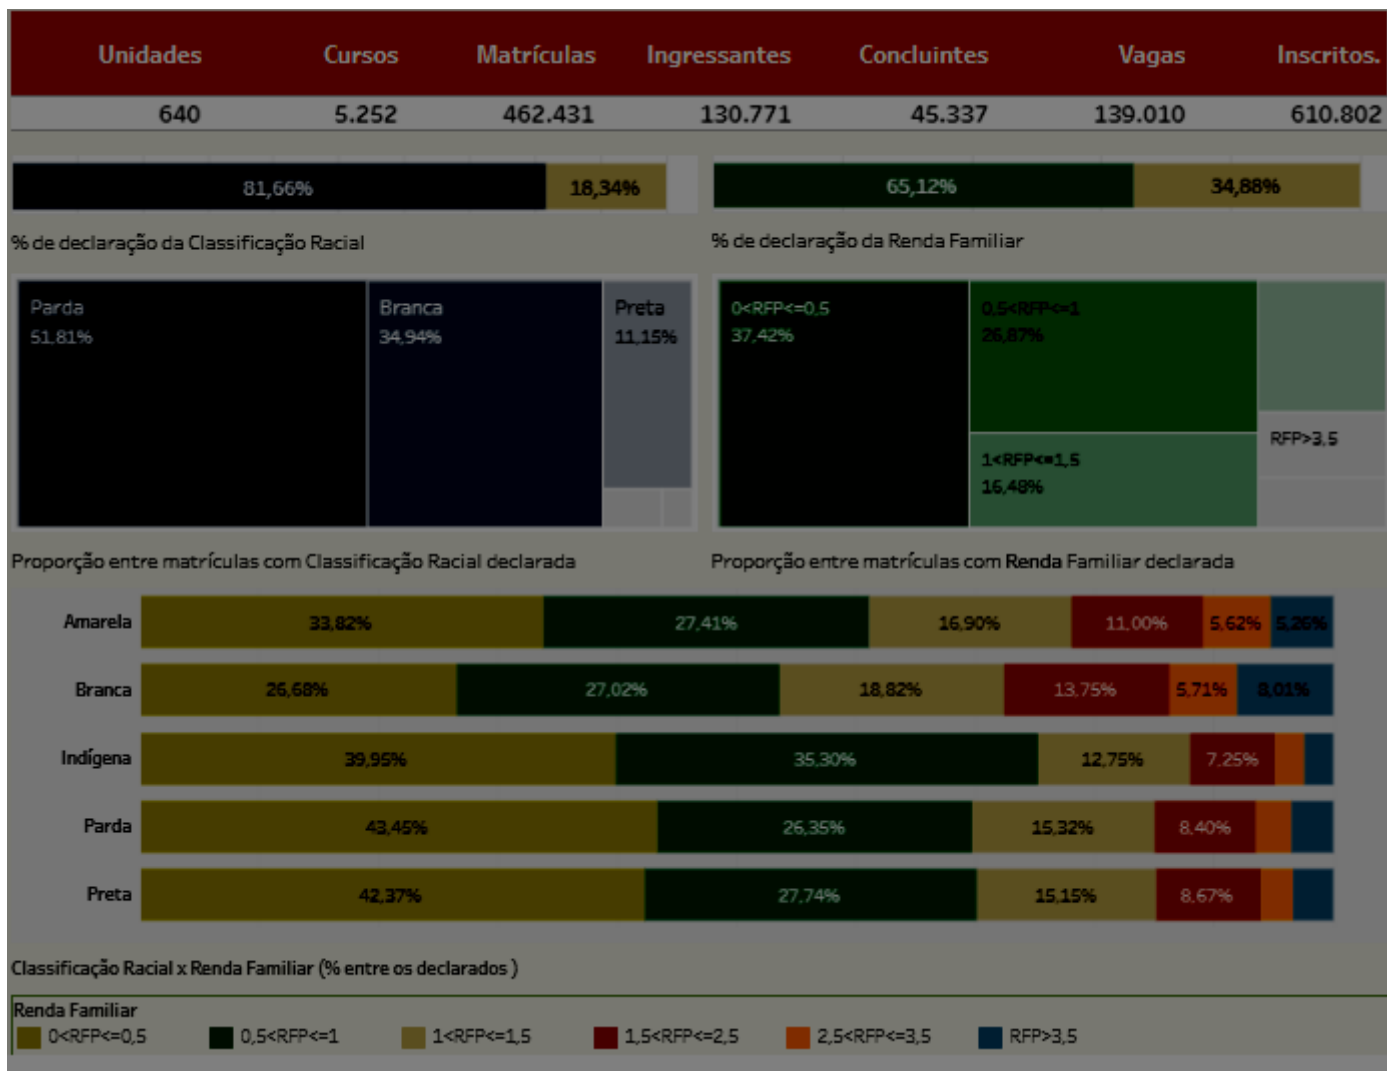 Unidades Cursos Matrículas Ingressantes Concluintes Vagas Inscritos.
640 5.252 462.431 130.771 45.337 139.010 610.802
81,66% 18,34% 65,12% 34,88%
% de declaração da Classificação Racial % de declaração da Renda Familiar
Parda Branca Preta 0<RFP<=0,5 0,5<RFP<=1
51,81% 34,94% 11,15% 37,42% 26,87%
RFP>3,5
1<RFP<=1,5
16,48%
Proporção entre matrículas com Classificação Racial declarada Proporção entre matrículas com Renda Familiar declarada
Amarela 33,82% 27,41% 16,90% 11,00% 5,62% 5,26%
Branca 26,68% 27,02% 18,82% 13,75% 5,71% 8,01%
Indígena 39,95% 35,30% 12,75% 7,25%
Parda 43,45% 26,35% 15,32% 8,40%
Preta 42,37% 27,74% 15,15% 8,67%
Classificação Racial x Renda Familiar (% entre os declarados )
Renda Familiar
0<RFP<=0,5 0,5<RFP<=1 1<RFP<=1,5 1,5<RFP<=2,5 2,5<RFP<=3,5 RFP>3,5